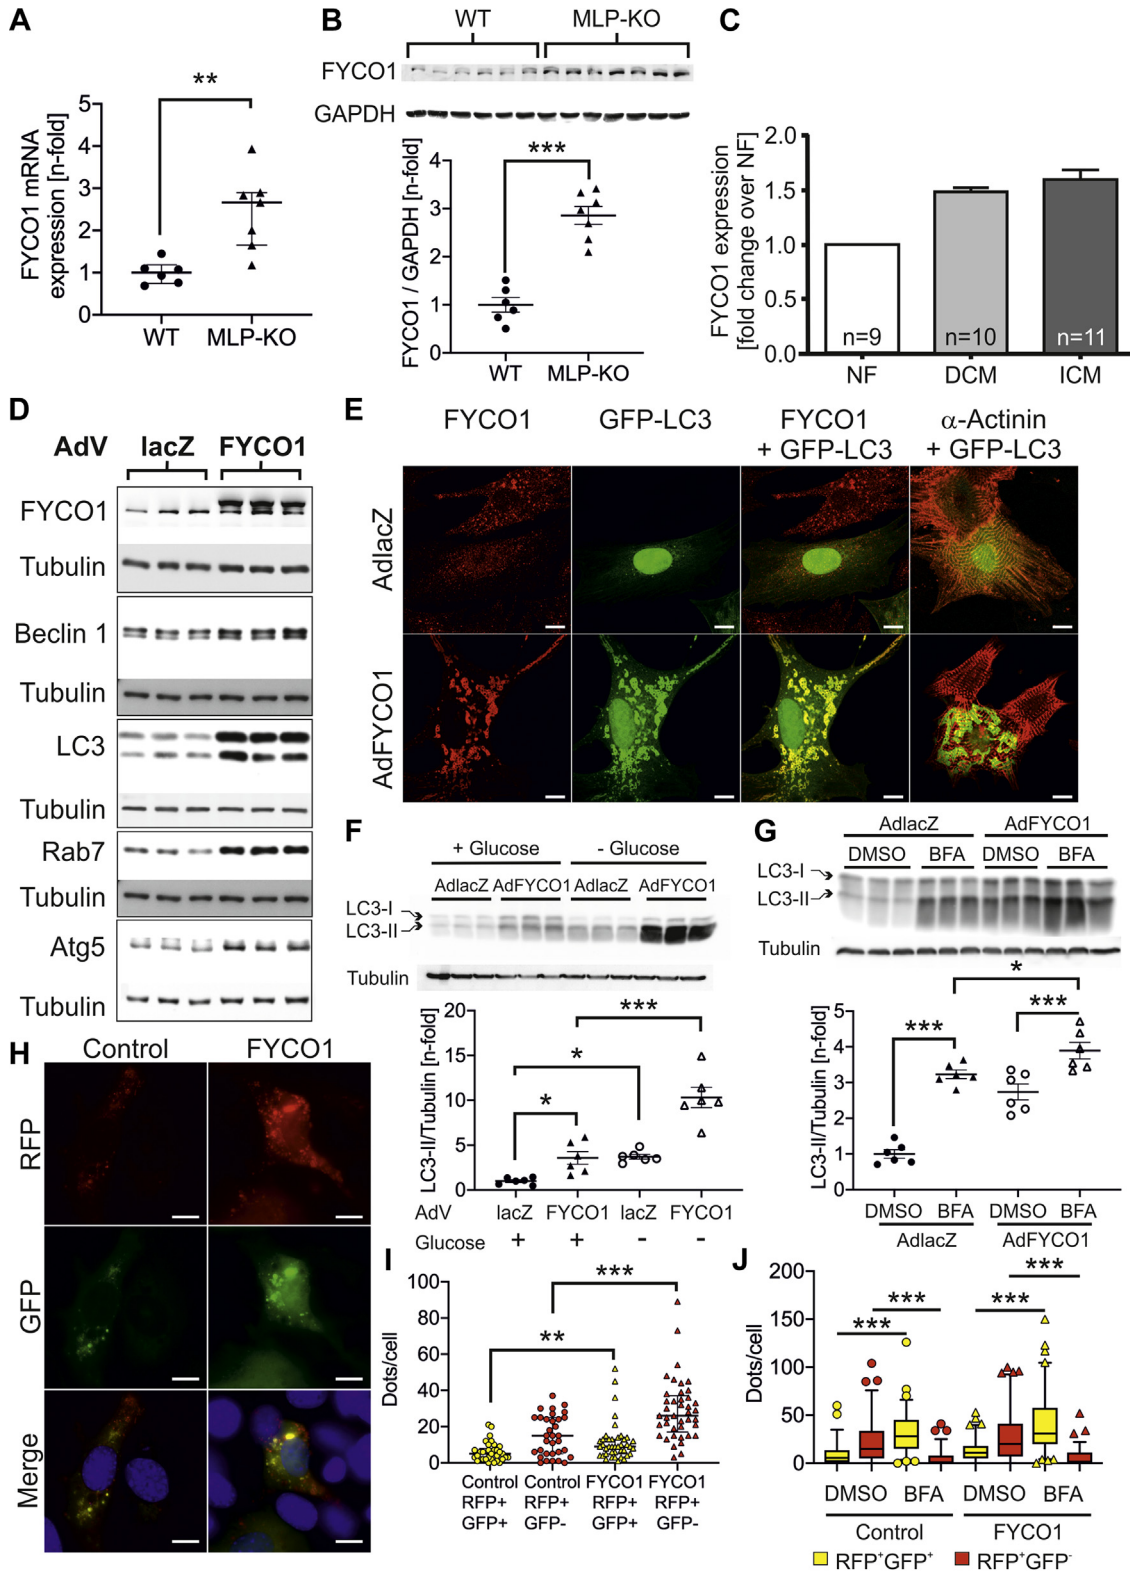 A
**
FYCO1 mRNA
expression [n-fold]
5
4
3
2
1
0
WT
MLP-KO
B
WT
MLP-KO
FYCO1
GAPDH
***
FYCO1 / GAPDH [n-fold]
4
3
2
1
0
WT
MLP-KO
C
FYCO1 expression
[fold change over NF]
2.0
1.5
1.0
0.5
0.0
n=9
n=10
n=11
NF
DCM
ICM
D
AdV
lacZ
FYCO1
FYCO1
Tubulin
Beclin 1
Tubulin
LC3
Tubulin
Rab7
Tubulin
Atg5
Tubulin
E
FYCO1
GFP-LC3
FYCO1
+ GFP-LC3
α-Actinin
+ GFP-LC3
AdlacZ
AdFYCO1
F
+ Glucose
- Glucose
AdlacZ
AdFYCO1
AdlacZ
AdFYCO1
LC3-I
LC3-II
Tubulin
LC3-II/Tubulin [n-fold]
20
15
10
5
0
***
*
*
AdV
lacZ
FYCO1
lacZ
FYCO1
Glucose
+
+
-
-
G
AdlacZ
AdFYCO1
DMSO
BFA
DMSO
BFA
LC3-I
LC3-II
Tubulin
LC3-II/Tubulin [n-fold]
5
4
3
2
1
0
*
***
***
DMSO
BFA
DMSO
BFA
AdlacZ
AdFYCO1
H
Control
FYCO1
RFP
GFP
Merge
I
Dots/cell
100
80
60
40
20
0
***
**
Control
RFP+
GFP+
Control
RFP+
GFP-
FYCO1
RFP+
GFP+
FYCO1
RFP+
GFP-
J
Dots/cell
200
150
100
50
0
***
***
***
***
DMSO
BFA
DMSO
BFA
Control
FYCO1
RFP⁺GFP⁺
RFP⁺GFP⁻